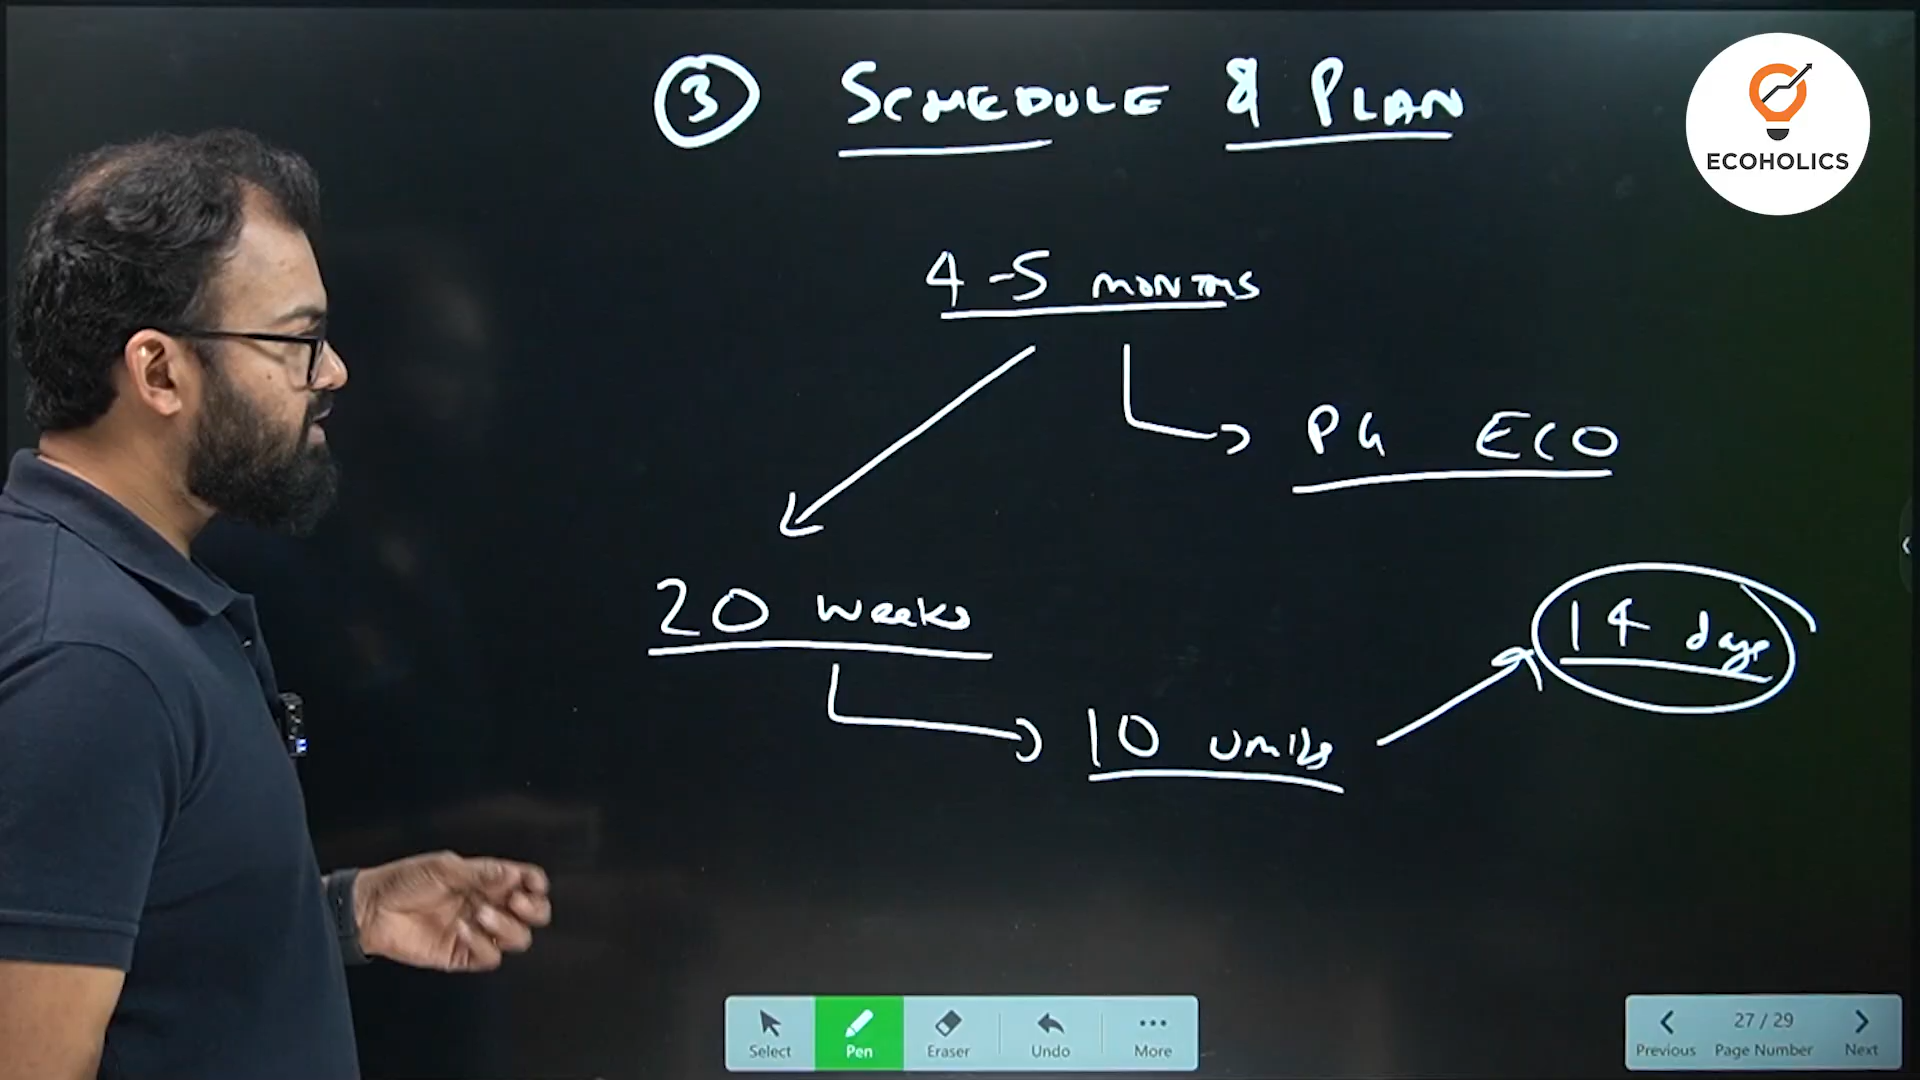 3 SCHEDULE & PLAN
ECOHOLICS
4-5 MONTHS
PG ECO
20 weeks
14 days
10 units
Select
Pen
Eraser
Undo
More
27 / 29
Previous
Page Number
Next